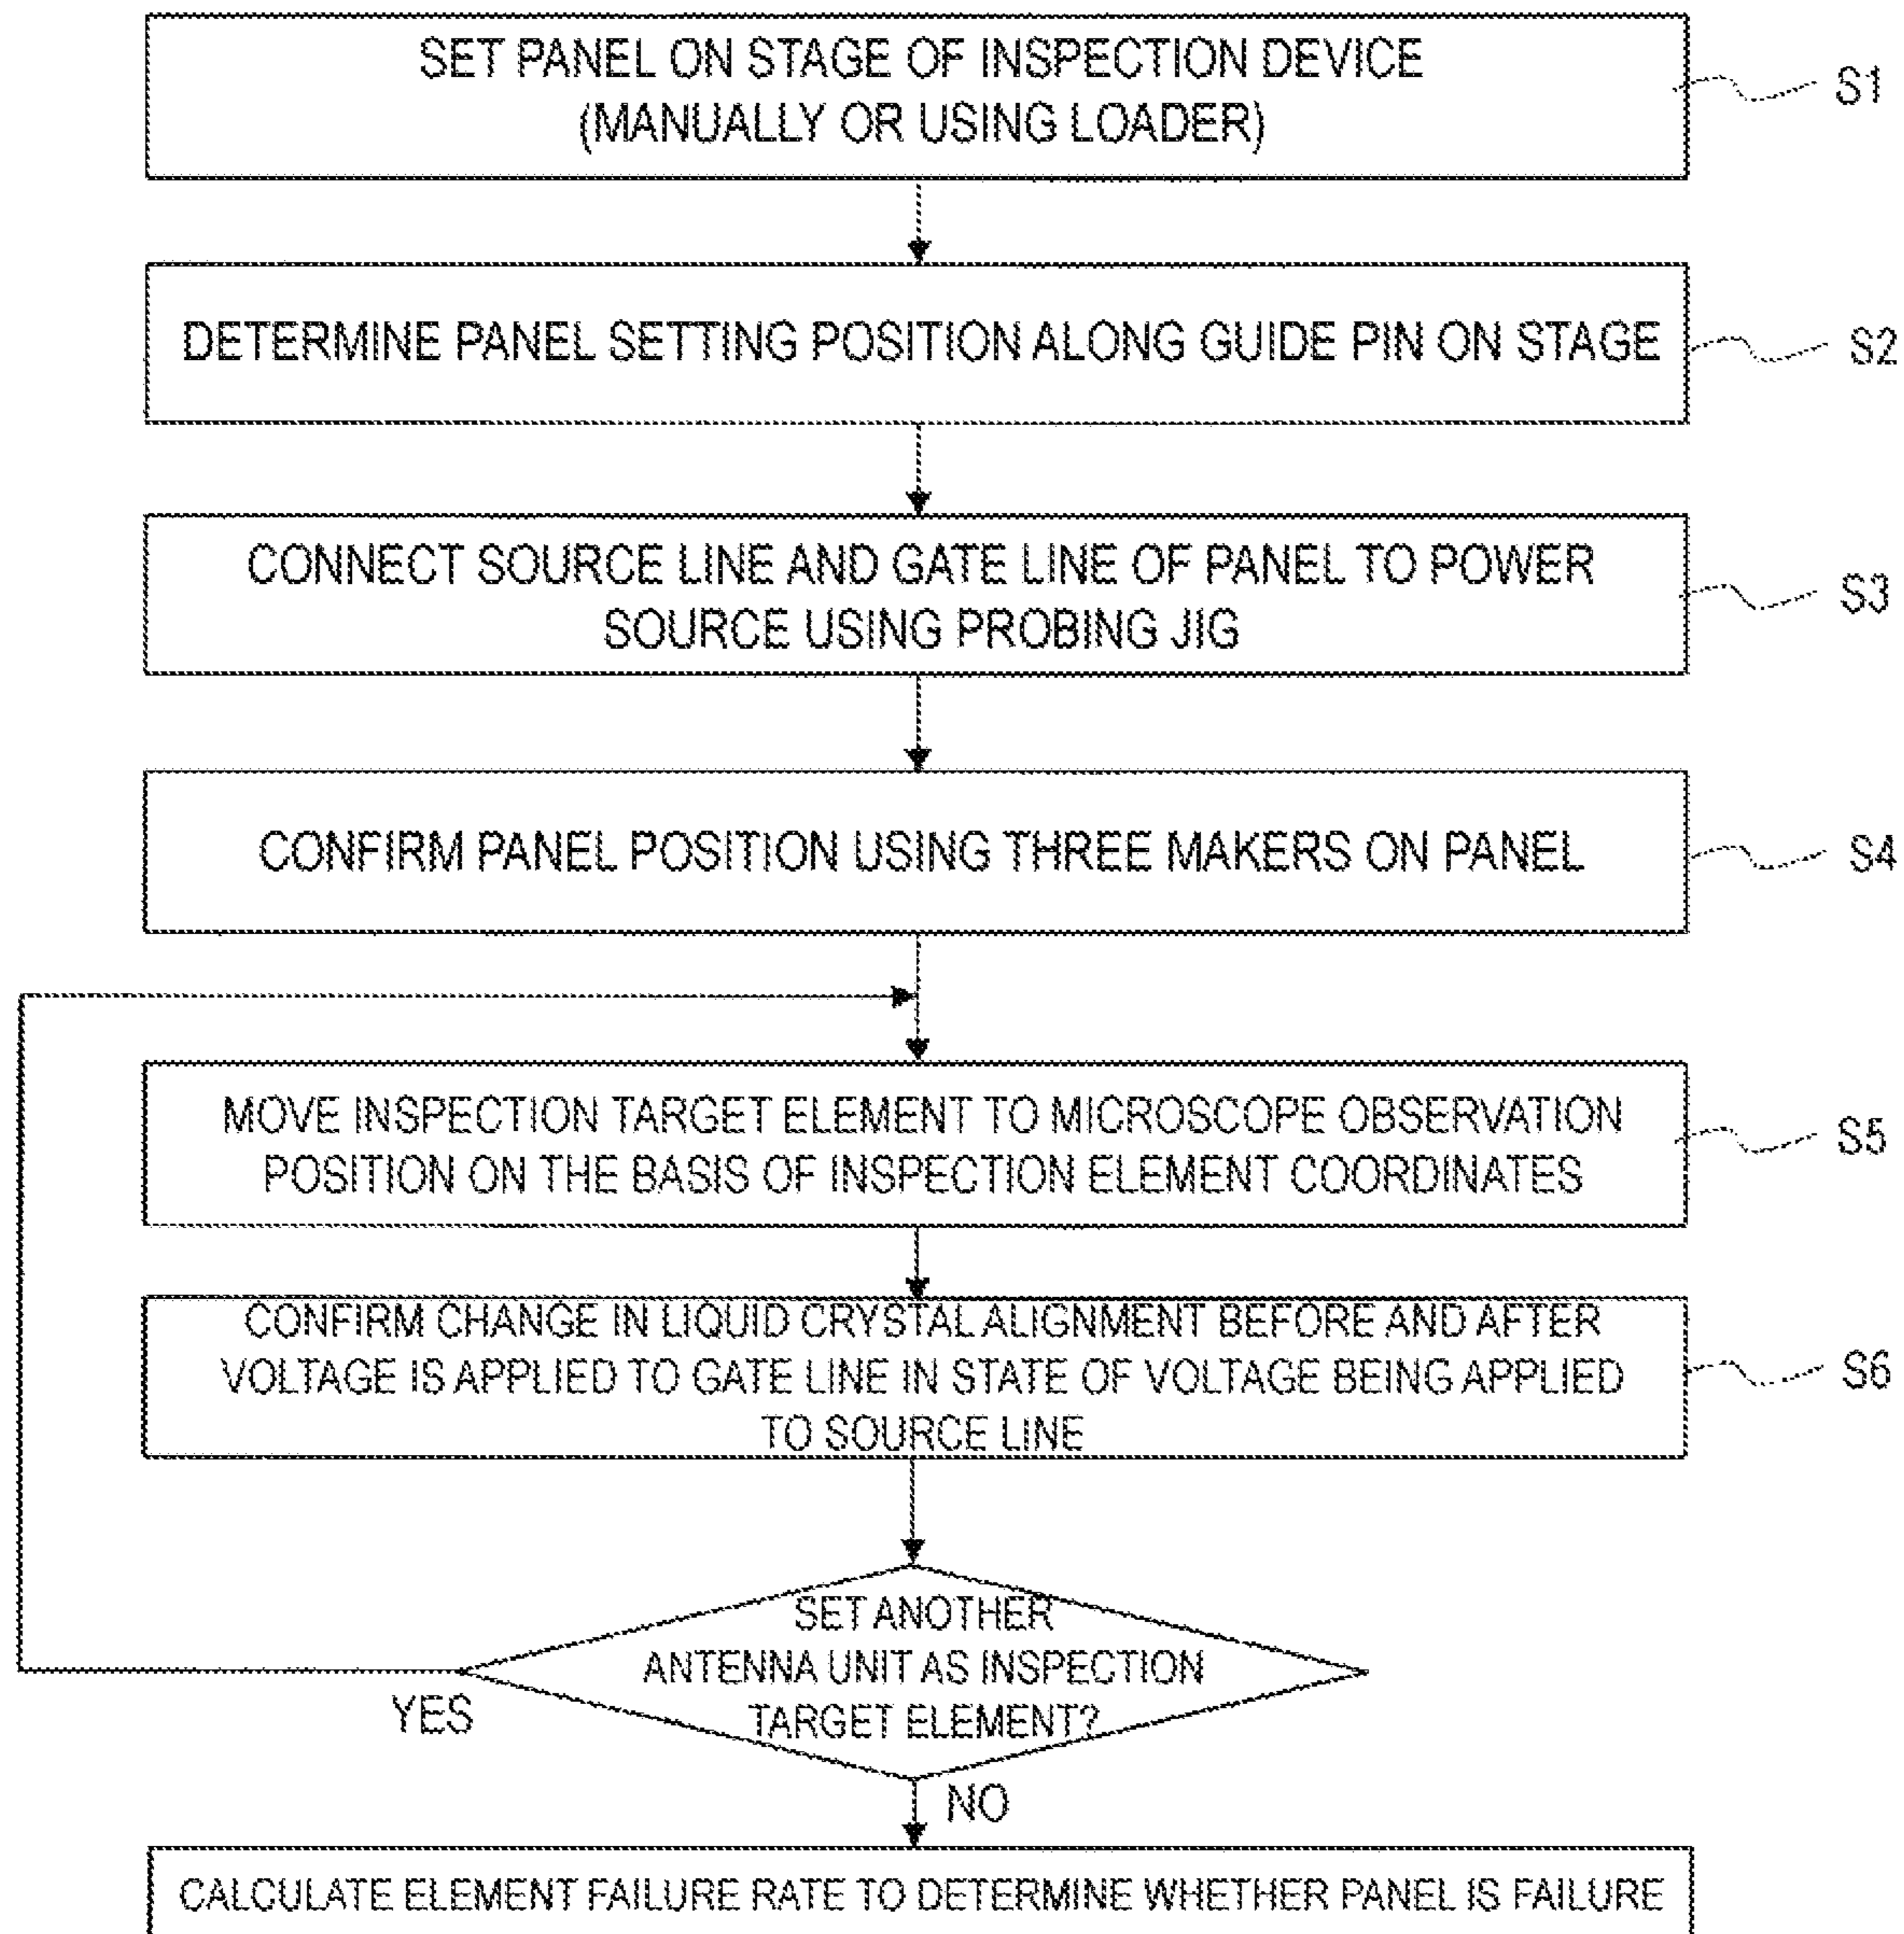 SET PANEL ON STAGE OF INSPECTION DEVICE
(MANUALLY OR USING LOADER)
S1
DETERMINE PANEL SETTING POSITION ALONG GUIDE PIN ON STAGE
S2
CONNECT SOURCE LINE AND GATE LINE OF PANEL TO POWER
SOURCE USING PROBING JIG
S3
CONFIRM PANEL POSITION USING THREE MAKERS ON PANEL
S4
MOVE INSPECTION TARGET ELEMENT TO MICROSCOPE OBSERVATION
POSITION ON THE BASIS OF INSPECTION ELEMENT COORDINATES
S5
CONFIRM CHANGE IN LIQUID CRYSTAL ALIGNMENT BEFORE AND AFTER
VOLTAGE IS APPLIED TO GATE LINE IN STATE OF VOLTAGE BEING APPLIED
TO SOURCE LINE
S6
SET ANOTHER
ANTENNA UNIT AS INSPECTION
TARGET ELEMENT?
YES
NO
CALCULATE ELEMENT FAILURE RATE TO DETERMINE WHETHER PANEL IS FAILURE